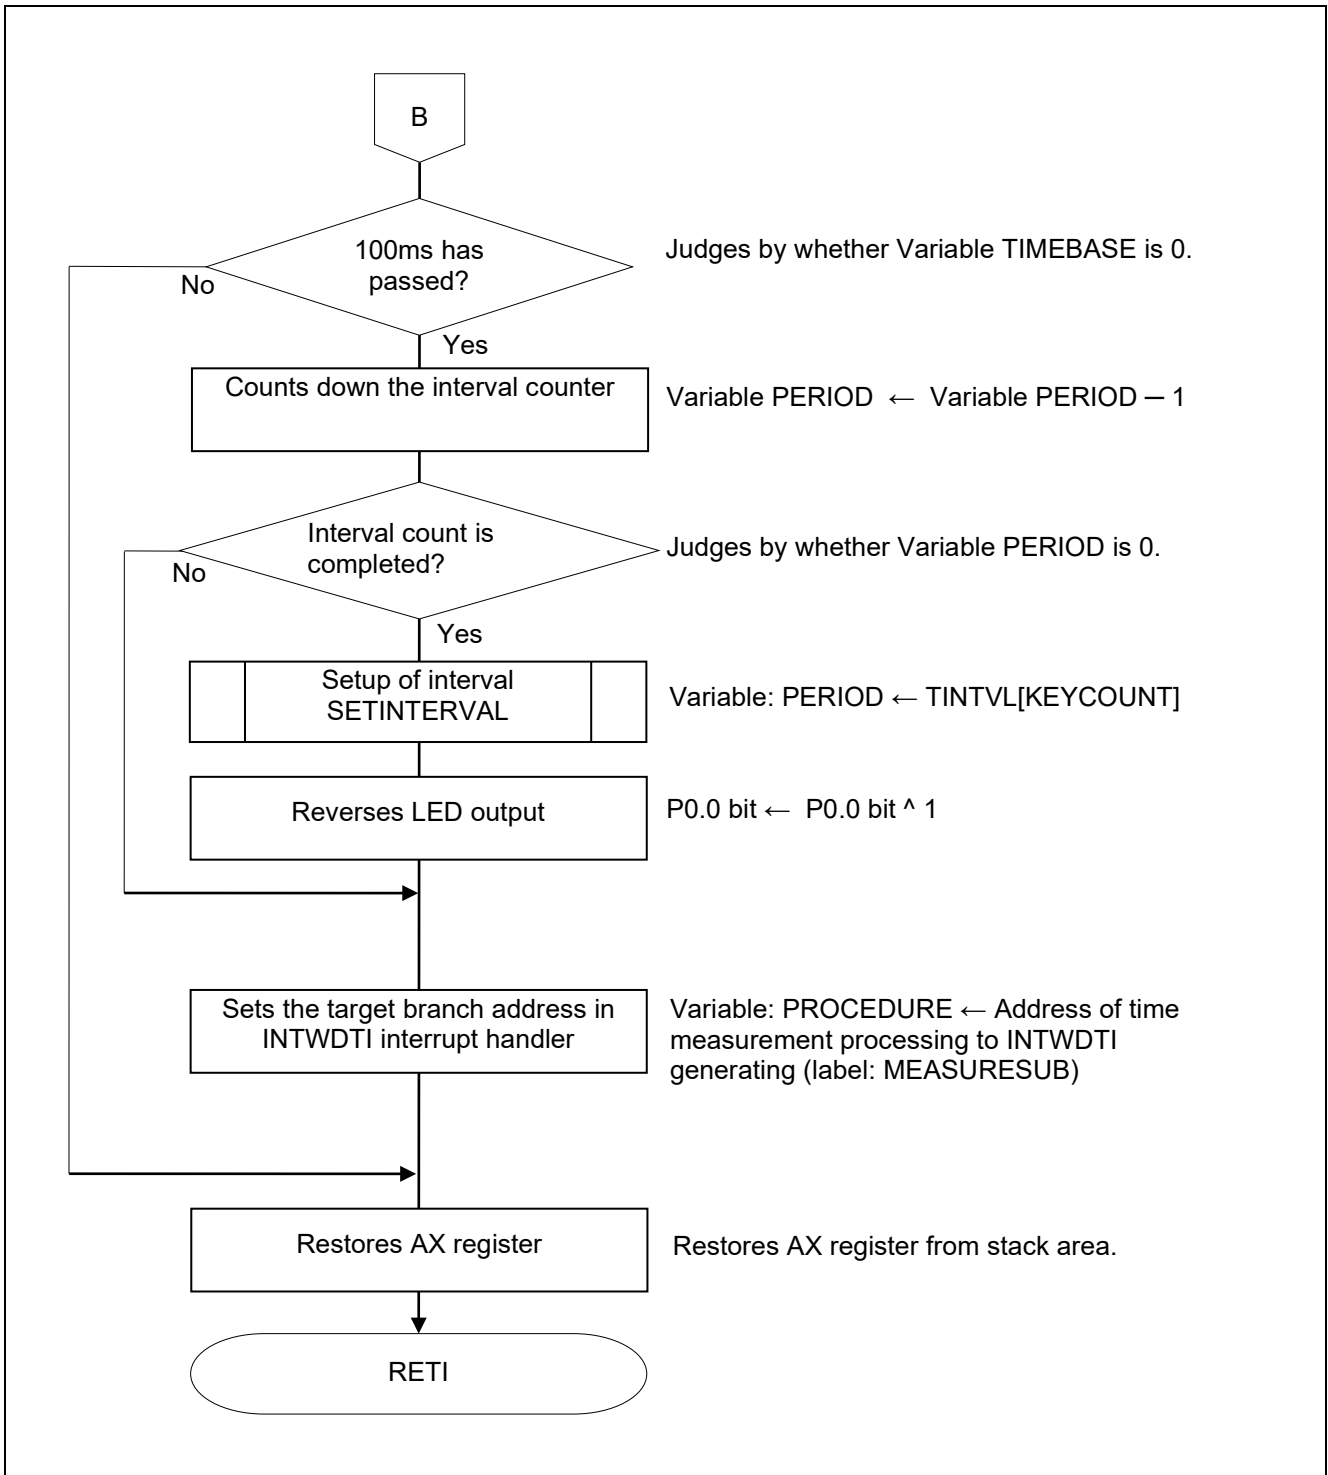 B
100ms has
passed?
Judges by whether Variable TIMEBASE is 0.
No
Yes
Counts down the interval counter
Variable PERIOD ← Variable PERIOD − 1
Interval count is
completed?
Judges by whether Variable PERIOD is 0.
No
Yes
Setup of interval
SETINTERVAL
Variable: PERIOD ← TINTVL[KEYCOUNT]
Reverses LED output
P0.0 bit ← P0.0 bit ^ 1
Sets the target branch address in
INTWDTI interrupt handler
Variable: PROCEDURE ← Address of time
measurement processing to INTWDTI
generating (label: MEASURESUB)
Restores AX register
Restores AX register from stack area.
RETI